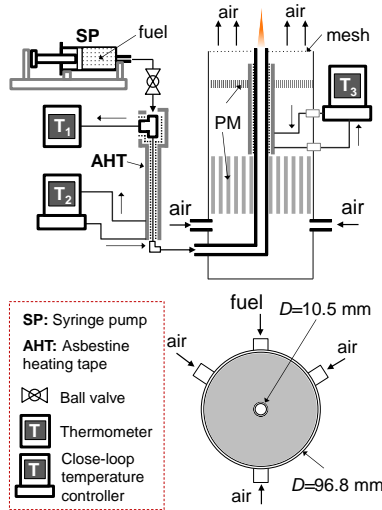 SP
fuel
air
air
mesh
T1
T3
PM
AHT
T2
air
air
SP: Syringe pump
AHT: Asbestine
heating tape
Ball valve
T
Thermometer
T
Close-loop
temperature
controller
fuel
D=10.5 mm
air
air
air
D=96.8 mm